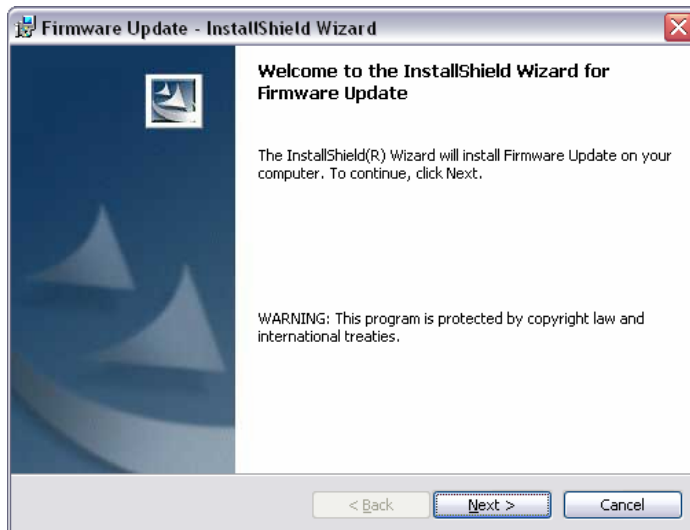 Firmware Update - InstallShield Wizard
Welcome to the InstallShield Wizard for
Firmware Update
The InstallShield(R) Wizard will install Firmware Update on your
computer. To continue, click Next.
WARNING: This program is protected by copyright law and
international treaties.
< Back
Next >
Cancel